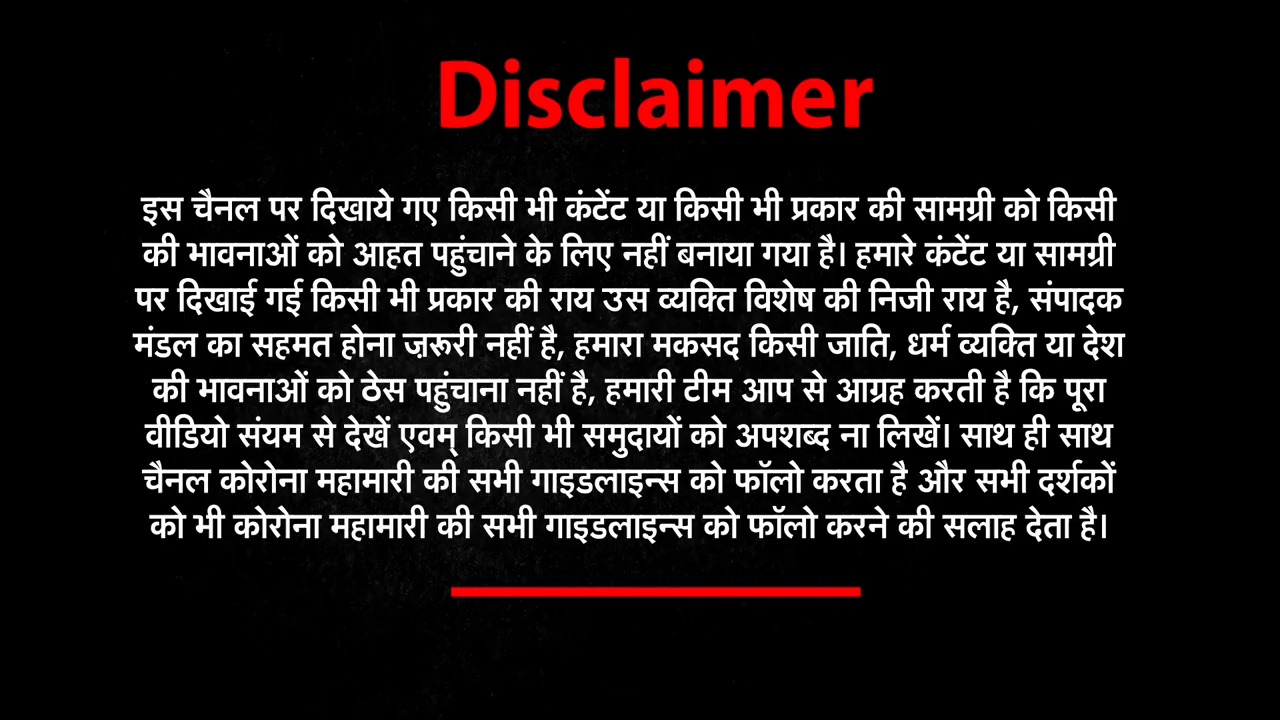 Disclaimer
इस चैनल पर दिखाये गए किसी भी कंटेंट या किसी भी प्रकार की सामग्री को किसी
की भावनाओं को आहत पहुंचाने के लिए नहीं बनाया गया है। हमारे कंटेंट या सामग्री
पर दिखाई गई किसी भी प्रकार की राय उस व्यक्ति विशेष की निजी राय है, संपादक
मंडल का सहमत होना ज़रूरी नहीं है, हमारा मकसद किसी जाति, धर्म व्यक्ति या देश
की भावनाओं को ठेस पहुंचाना नहीं है, हमारी टीम आप से आग्रह करती है कि पूरा
वीडियो संयम से देखें एवम् किसी भी समुदायों को अपशब्द ना लिखें। साथ ही साथ
चैनल कोरोना महामारी की सभी गाइडलाइन्स को फॉलो करता है और सभी दर्शकों
को भी कोरोना महामारी की सभी गाइडलाइन्स को फॉलो करने की सलाह देता है।